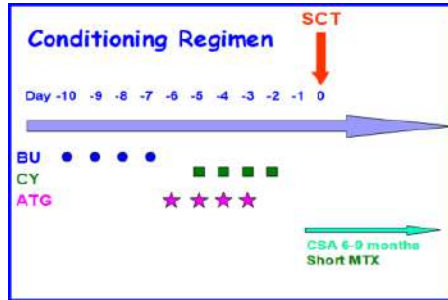 SCT
Conditioning Regimen
Day -10 -9 -8 -7 -6 -5 -4 -3 -2 -1 0
BU
CY
ATG
CSA 6-9 months
Short MTX